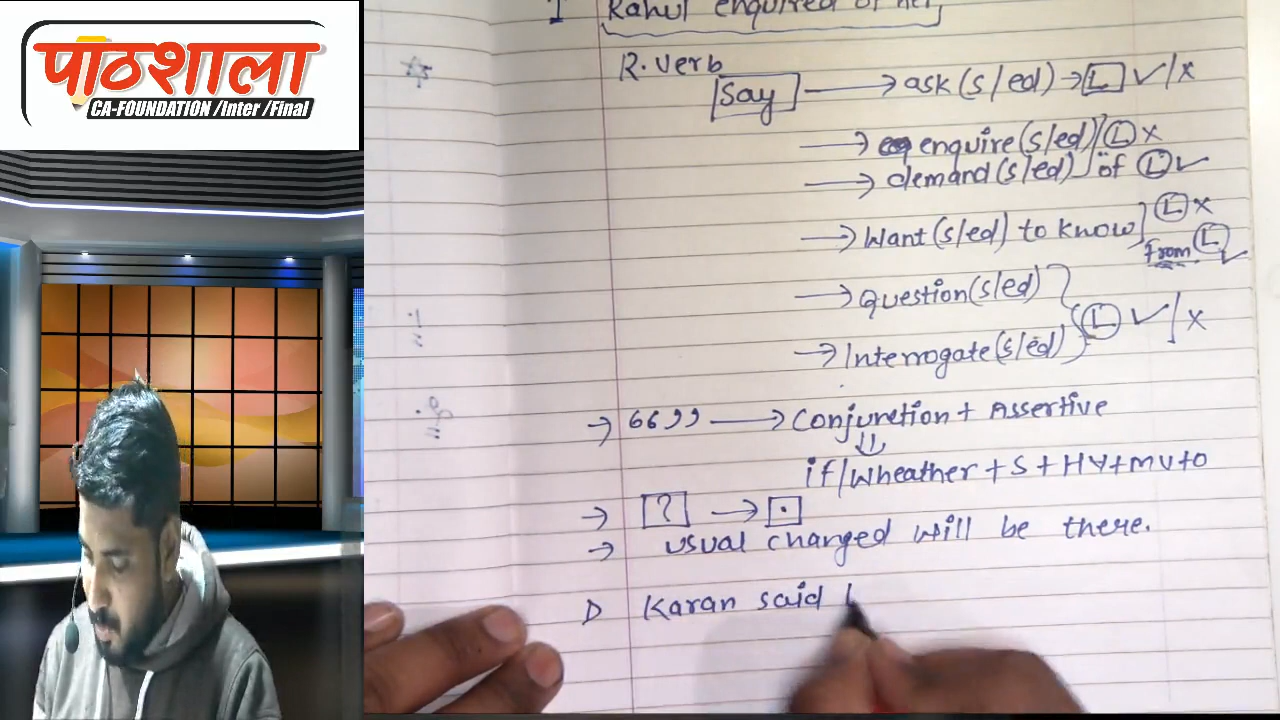 पाठशाला
CA-FOUNDATION /Inter /Final
I Rahul enquired of her
R.verb
Say → ask (s/ed) → L ✓/x
→ enquire (s/ed) L x
→ demand (s/ed) of L ✓
→ Want (s/ed) to know L x
from L ✓
→ question (s/ed)
L ✓/x
→ Interrogate (s/ed)
→ 66 99 → Conjunction + Assertive
⇓
if/Wheather + S + HV + MV + O
→ ? → .
→ usual changed will be there.
D Karan said